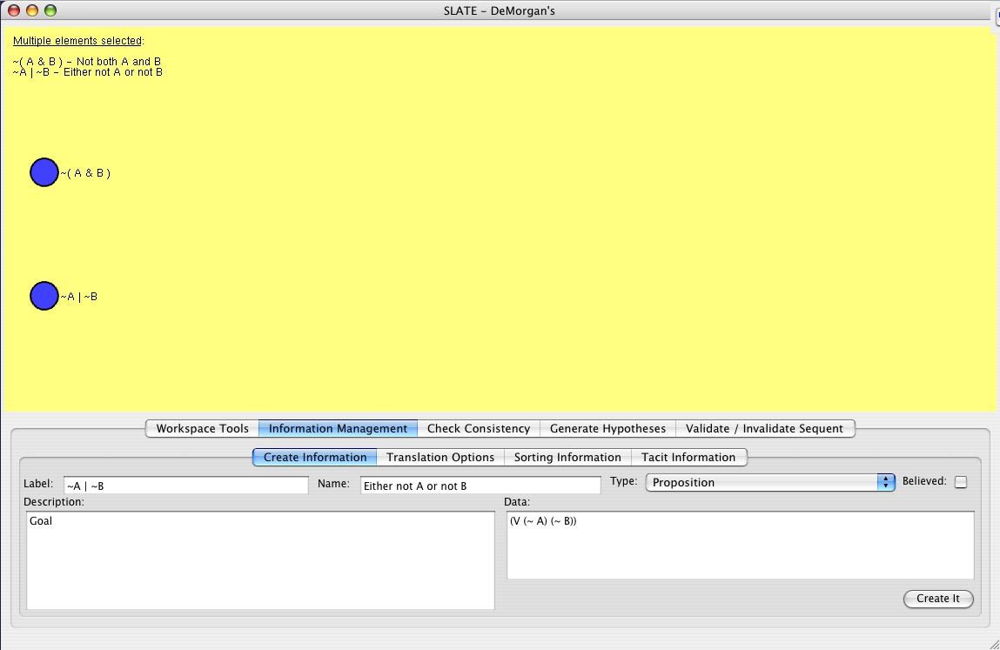 SLATE – DeMorgan's
Multiple elements selected:
~( A & B ) – Not both A and B
~A | ~B – Either not A or not B
~( A & B )
~A | ~B
Workspace Tools Information Management Check Consistency Generate Hypotheses Validate / Invalidate Sequent
Create Information Translation Options Sorting Information Tacit Information
Label: ~A | ~B Name: Either not A or not B Type: Proposition Believed:
Description: Data:
Goal (V (~ A) (~ B))
Create It